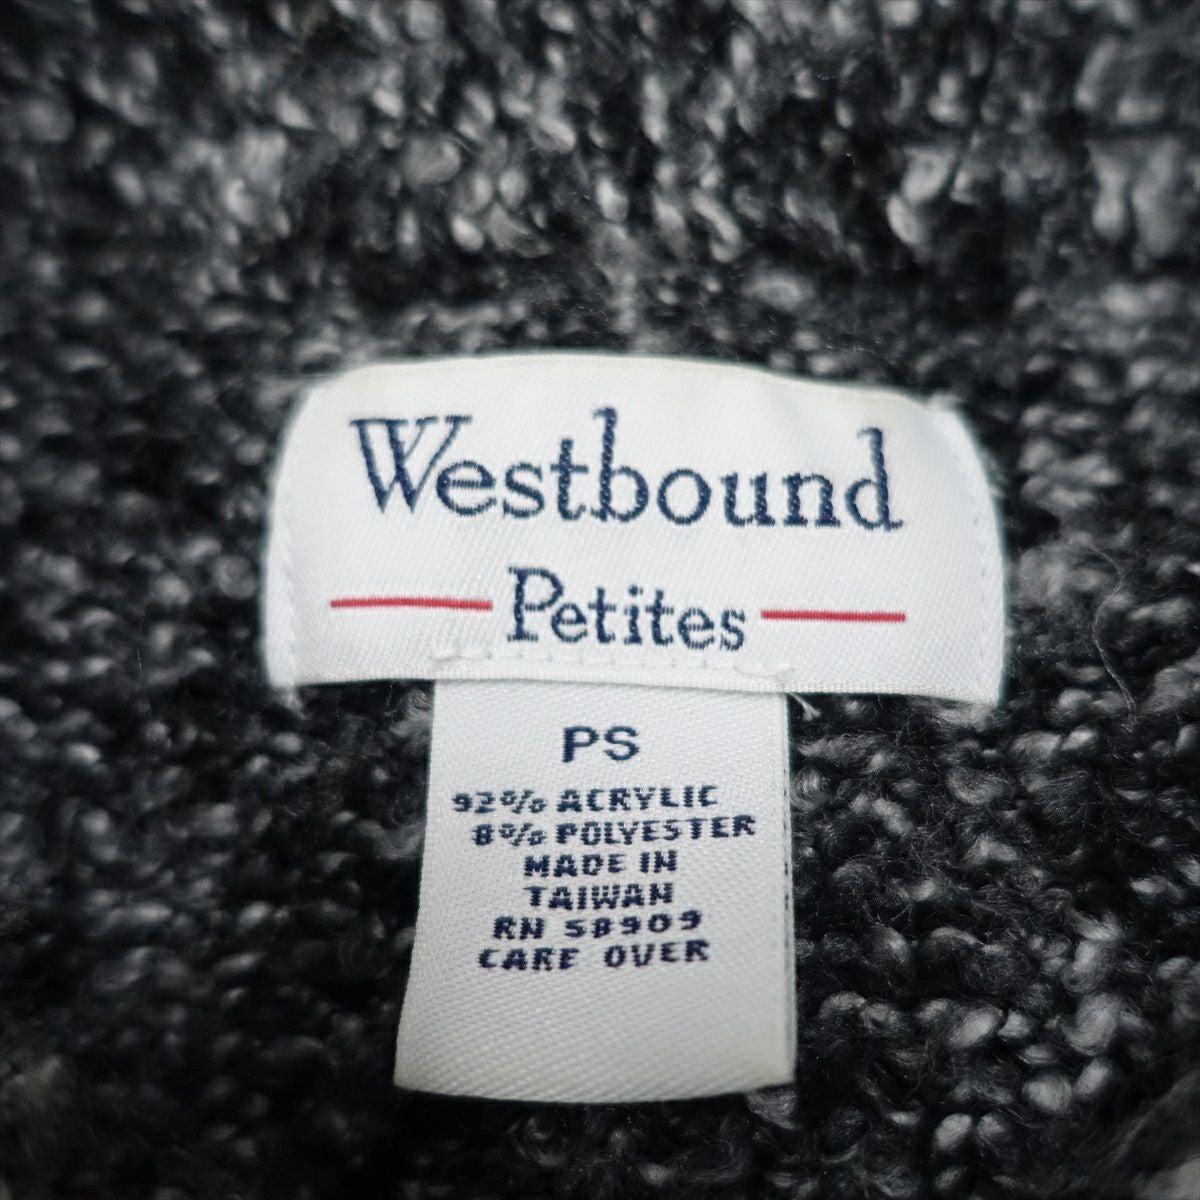 Westbound
Petites
PS
92% ACRYLIC
8% POLYESTER
MADE IN
TAIWAN
RN 58909
CARE OVER